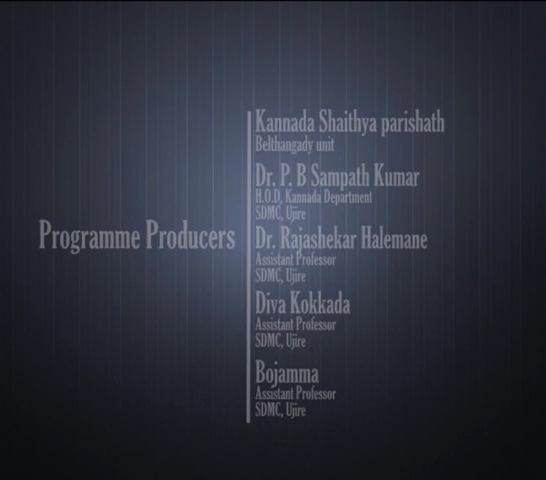 Programme Producers
Kannada Shaithya parishath
Belthangady unit
Dr. P. B Sampath Kumar
H.O.D, Kannada Department
SDMC, Ujire
Dr. Rajashekar Halemane
Assistant Professor
SDMC, Ujire
Diva Kokkada
Assistant Professor
SDMC, Ujire
Bojamma
Assistant Professor
SDMC, Ujire